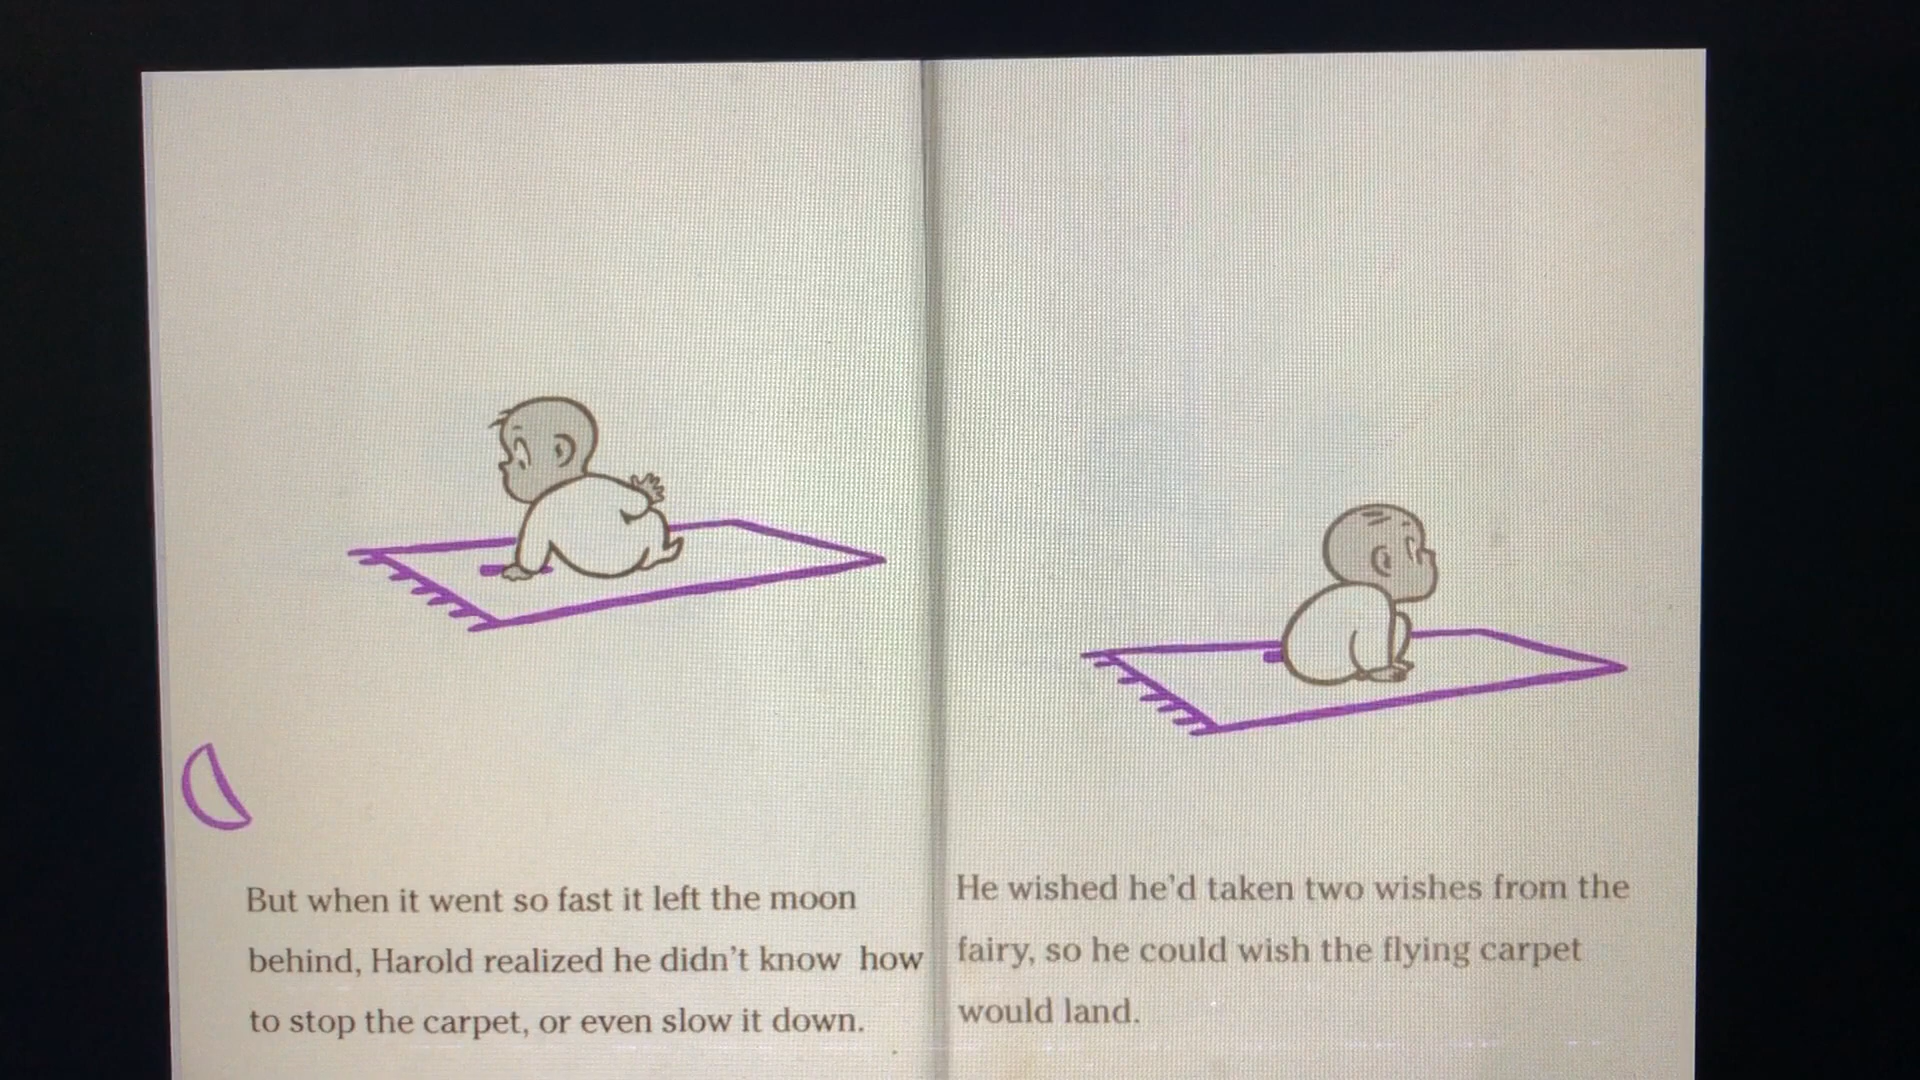 But when it went so fast it left the moon
behind, Harold realized he didn't know how
to stop the carpet, or even slow it down.
He wished he'd taken two wishes from the
fairy, so he could wish the flying carpet
would land.